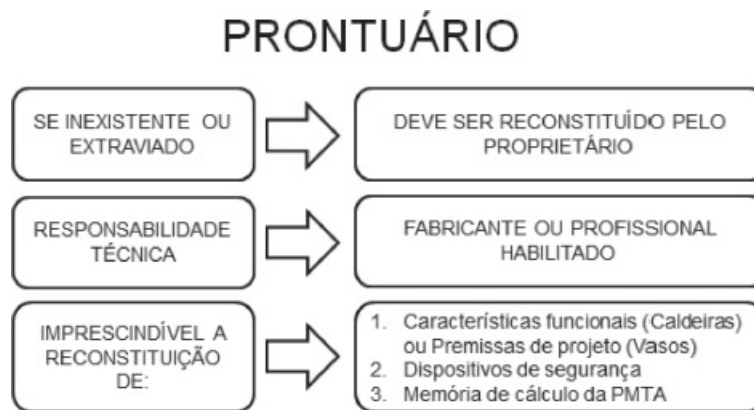 PRONTUÁRIO
SE INEXISTENTE OU
EXTRAVIADO
DEVE SER RECONSTITUÍDO PELO
PROPRIETÁRIO
RESPONSABILIDADE
TÉCNICA
FABRICANTE OU PROFISSIONAL
HABILITADO
IMPRESCINDÍVEL A
RECONSTITUIÇÃO
DE:
1. Características funcionais (Caldeiras)
ou Premissas de projeto (Vasos)
2. Dispositivos de segurança
3. Memória de cálculo da PMTA